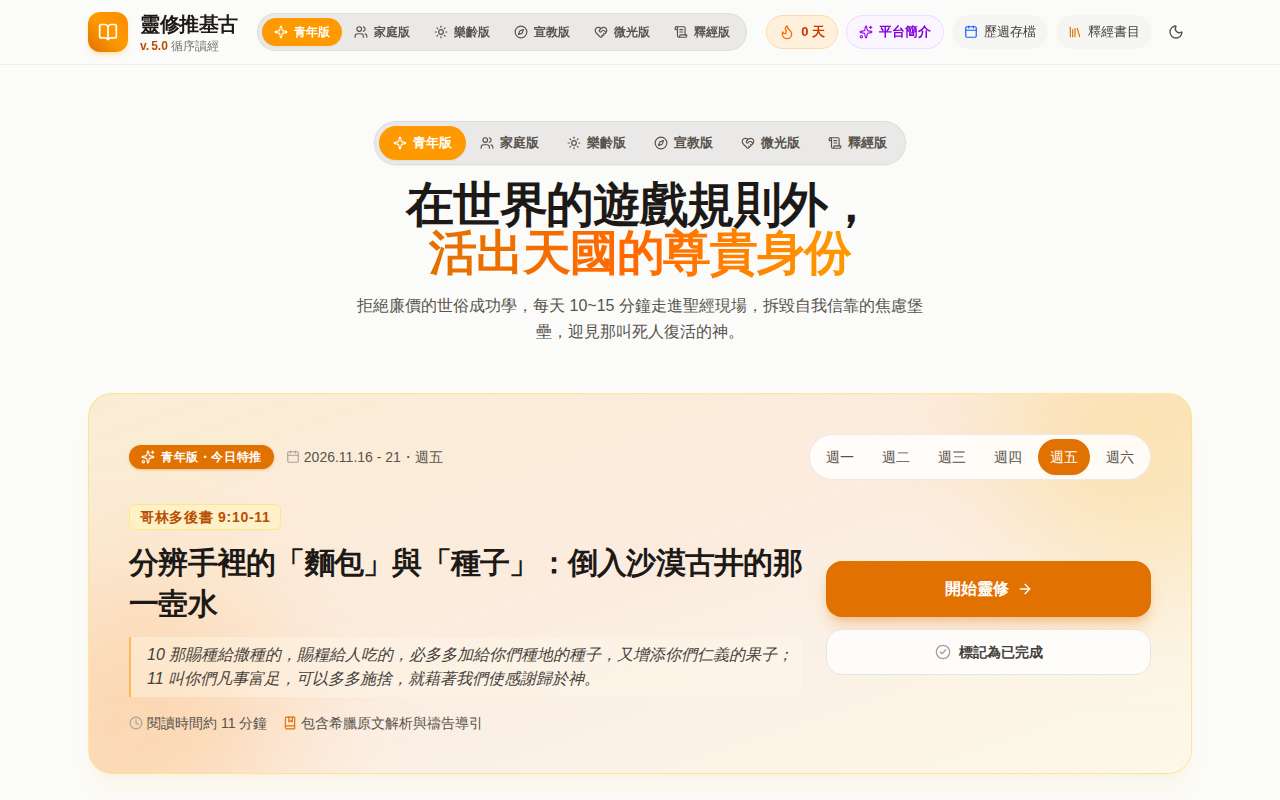 靈修推基古
v. 5.0 循序讀經
青年版 家庭版 樂齡版 宣教版 微光版 釋經版
0 天 平台簡介 歷週存檔 釋經書目
青年版 家庭版 樂齡版 宣教版 微光版 釋經版
在世界的遊戲規則外，
活出天國的尊貴身份
拒絕廉價的世俗成功學，每天 10~15 分鐘走進聖經現場，拆毀自我信靠的焦慮堡
壘，迎見那叫死人復活的神。
青年版・今日特推 2026.11.16 - 21・週五
週一 週二 週三 週四 週五 週六
哥林多後書 9:10-11
分辨手裡的「麵包」與「種子」：倒入沙漠古井的那
一壺水
10 那賜種給撒種的，賜糧給人吃的，必多多加給你們種地的種子，又增添你們仁義的果子；
11 叫你們凡事富足，可以多多施捨，就藉著我們使感謝歸於神。
閱讀時間約 11 分鐘 包含希臘原文解析與禱告導引
開始靈修
標記為已完成